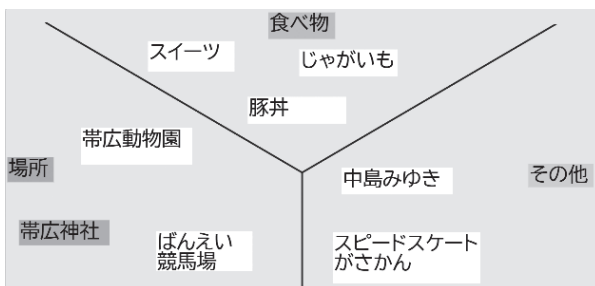 食べ物
スイーツ
じゃがいも
豚丼
帯広動物園
場所
中島みゆき
その他
帯広神社
ばんえい
競馬場
スピードスケート
がさかん